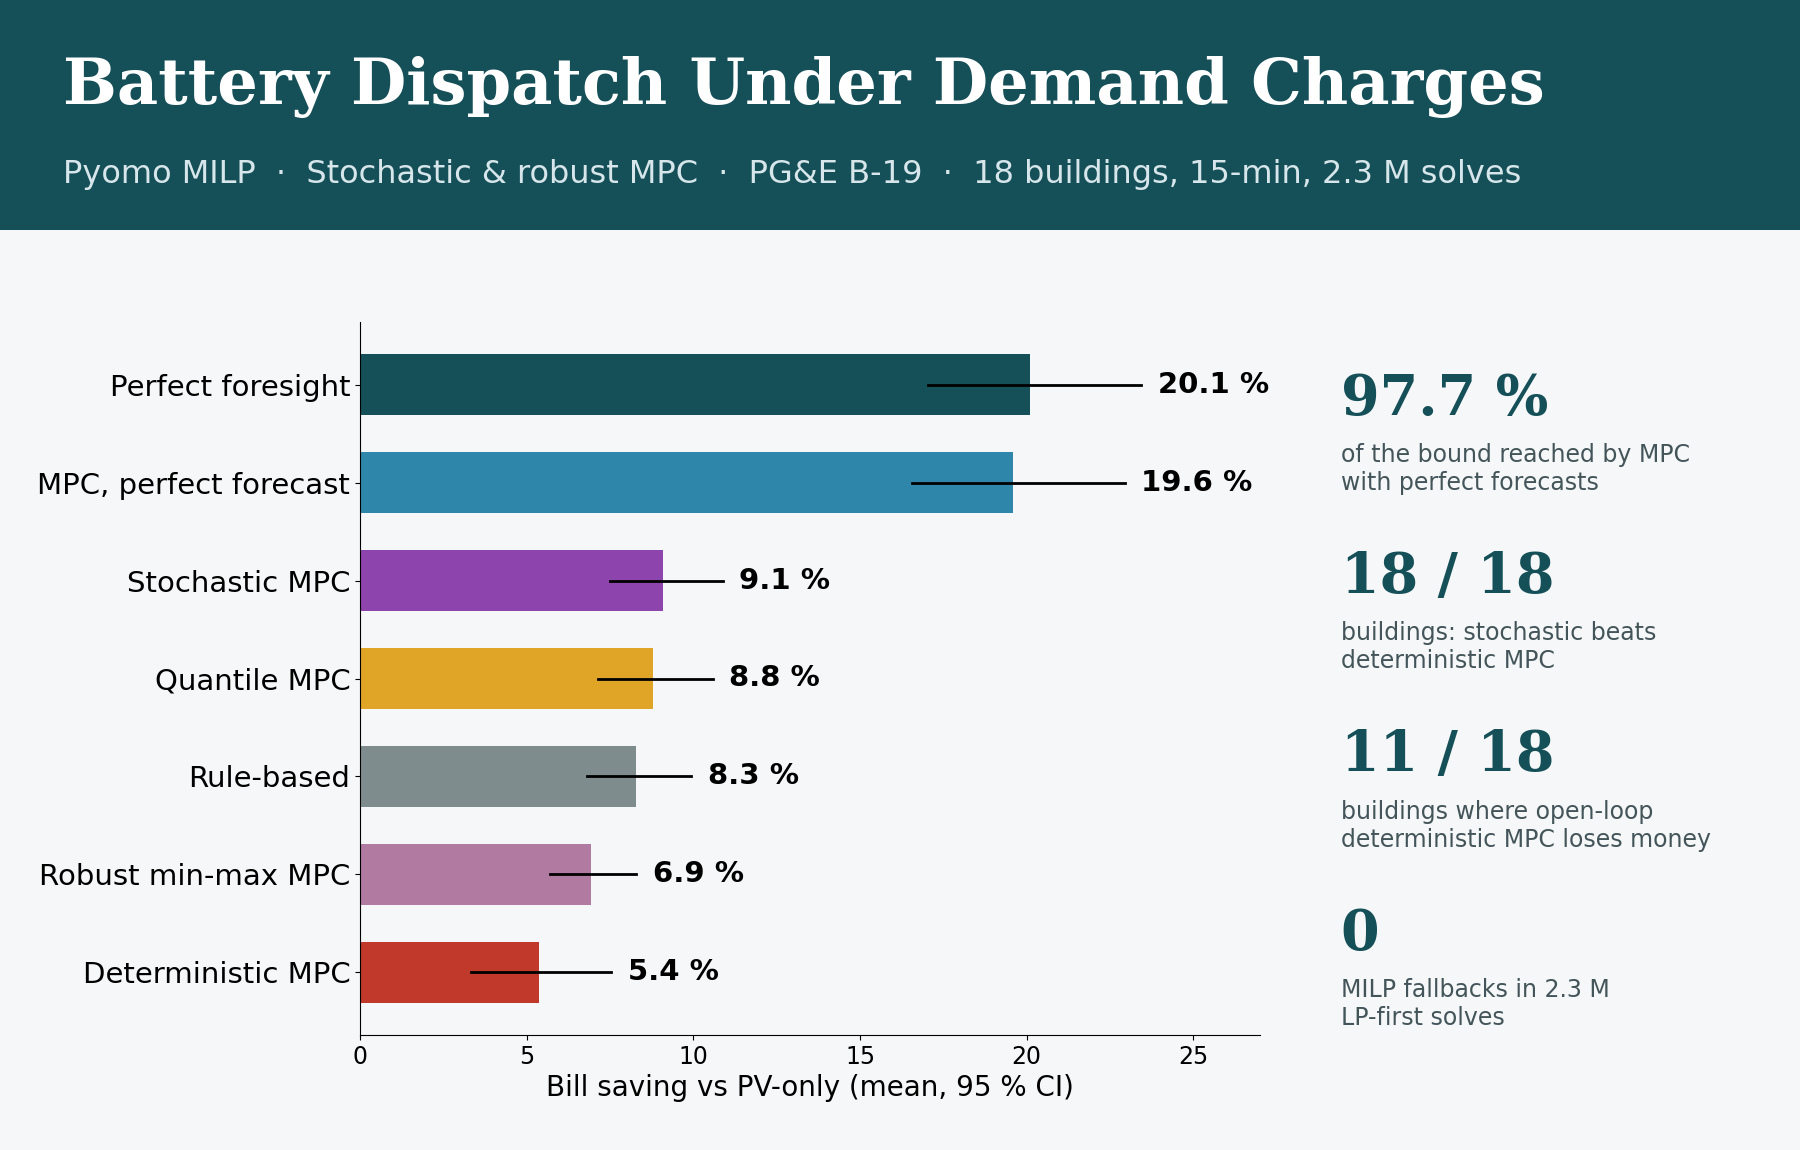 Battery Dispatch Under Demand Charges
Pyomo MILP · Stochastic & robust MPC · PG&E B-19 · 18 buildings, 15-min, 2.3 M solves
Perfect foresight
20.1 %
MPC, perfect forecast
19.6 %
Stochastic MPC
9.1 %
Quantile MPC
8.8 %
Rule-based
8.3 %
Robust min-max MPC
6.9 %
Deterministic MPC
5.4 %
0 5 10 15 20 25
Bill saving vs PV-only (mean, 95 % CI)
97.7 %
of the bound reached by MPC
with perfect forecasts
18 / 18
buildings: stochastic beats
deterministic MPC
11 / 18
buildings where open-loop
deterministic MPC loses money
0
MILP fallbacks in 2.3 M
LP-first solves